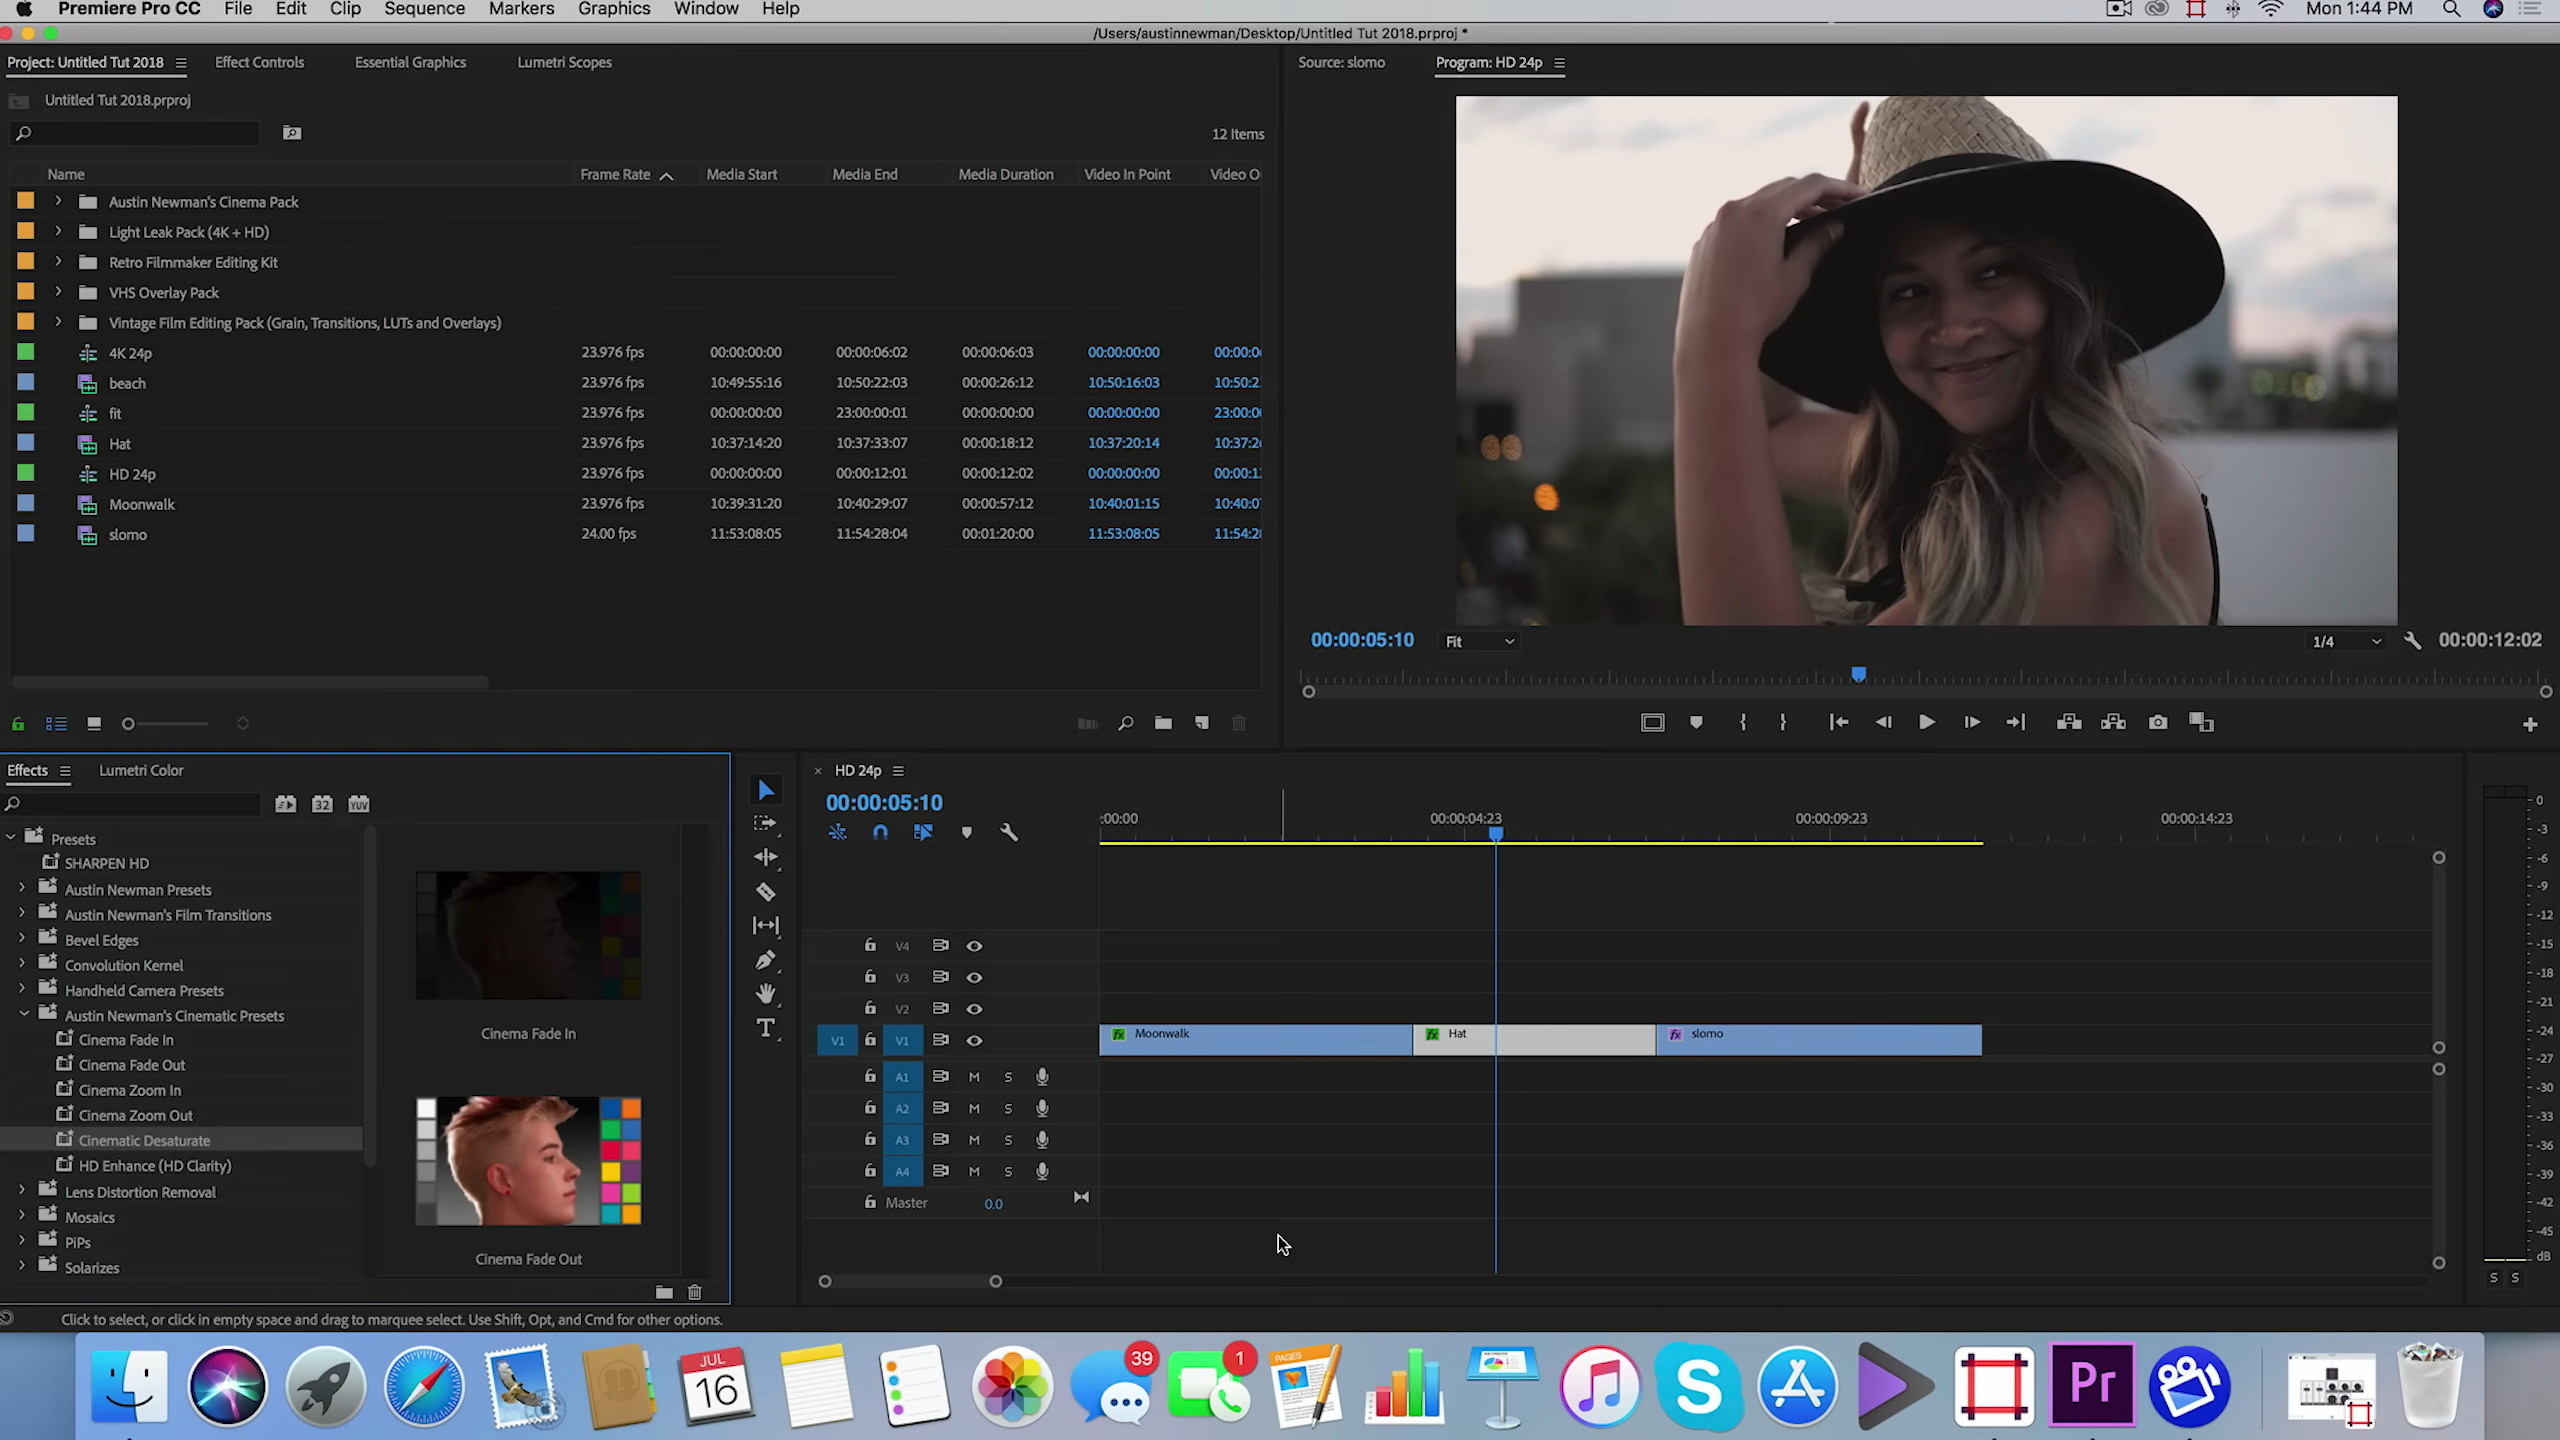 Premiere Pro CC File Edit Clip Sequence Markers Graphics Window Help Mon 1:44 PM
/Users/austinnewman/Desktop/Untitled Tut 2018.prproj *
Project: Untitled Tut 2018 Effect Controls Essential Graphics Lumetri Scopes Source: slomo Program: HD 24p
Untitled Tut 2018.prproj
12 Items
Name Frame Rate Media Start Media End Media Duration Video In Point Video O
Austin Newman's Cinema Pack
Light Leak Pack (4K + HD)
Retro Filmmaker Editing Kit
VHS Overlay Pack
Vintage Film Editing Pack (Grain, Transitions, LUTs and Overlays)
4K 24p 23.976 fps 00:00:00:00 00:00:06:02 00:00:06:03 00:00:00:00 00:00:0
beach 23.976 fps 10:49:55:16 10:50:22:03 00:00:26:12 10:50:16:03 10:50:2
fit 23.976 fps 00:00:00:00 23:00:00:01 00:00:00:00 00:00:00:00 23:00:0
Hat 23.976 fps 10:37:14:20 10:37:33:07 00:00:18:12 10:37:20:14 10:37:2
HD 24p 23.976 fps 00:00:00:00 00:00:12:01 00:00:12:02 00:00:00:00 00:00:1
Moonwalk 23.976 fps 10:39:31:20 10:40:29:07 00:00:57:12 10:40:01:15 10:40:0
slomo 24.00 fps 11:53:08:05 11:54:28:04 00:01:20:00 11:53:08:05 11:54:2
00:00:05:10 Fit 1/4 00:00:12:02
Effects Lumetri Color
32 YUV
Presets
SHARPEN HD
Austin Newman Presets
Austin Newman's Film Transitions
Bevel Edges
Convolution Kernel
Handheld Camera Presets
Austin Newman's Cinematic Presets
Cinema Fade In
Cinema Fade Out
Cinema Zoom In
Cinema Zoom Out
Cinematic Desaturate
HD Enhance (HD Clarity)
Lens Distortion Removal
Mosaics
PiPs
Solarizes
Cinema Fade In
Cinema Fade Out
HD 24p
00:00:05:10
:00:00 00:00:04:23 00:00:09:23 00:00:14:23
V4
V3
V2
V1 V1 Moonwalk Hat slomo
fx fx fx
A1 M S
A2 M S
A3 M S
A4 M S
Master 0.0
0
-3
-6
-9
-12
-15
-18
-21
-24
-27
-30
-33
-36
-39
-42
-45
dB
S S
Click to select, or click in empty space and drag to marquee select. Use Shift, Opt, and Cmd for other options.
JUL
16
39
1
PAGES
S
Pr